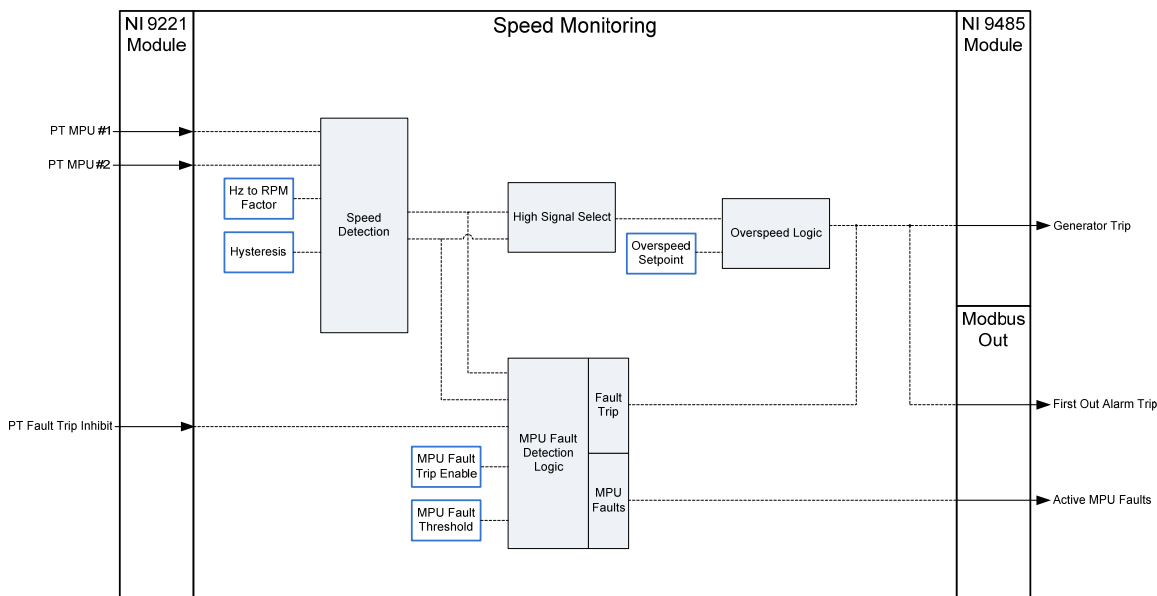 NI 9221
Module
Speed Monitoring
NI 9485
Module
PT MPU #1
PT MPU#2
Hz to RPM
Factor
Hysteresis
Speed
Detection
High Signal Select
Overspeed
Setpoint
Overspeed Logic
Generator Trip
Modbus
Out
PT Fault Trip Inhibit
MPU Fault
Trip Enable
MPU Fault
Threshold
MPU Fault
Detection
Logic
Fault
Trip
MPU
Faults
First Out Alarm Trip
Active MPU Faults